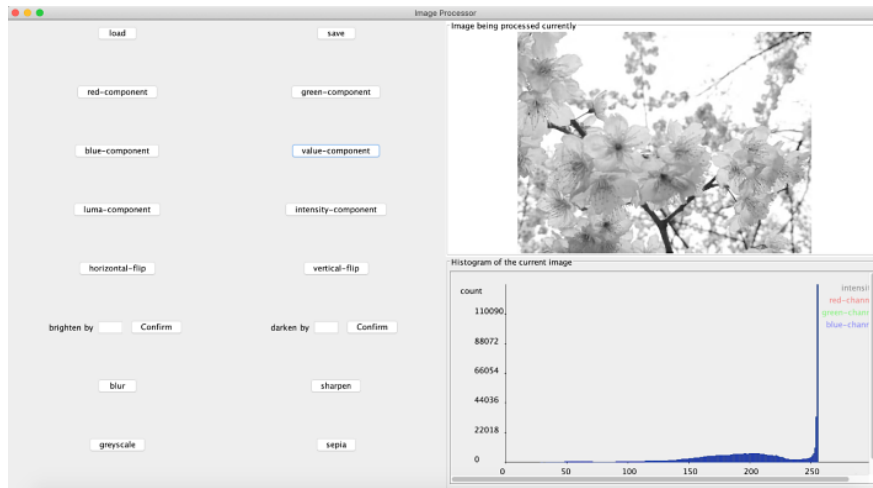 Image Processor
load
save
red-component
green-component
blue-component
value-component
luma-component
intensity-component
horizontal-flip
vertical-flip
brighten by
Confirm
darken by
Confirm
blur
sharpen
greyscale
sepia
Image being processed currently
Histogram of the current image
count
intensit
red-chann
green-chann
blue-chann
110090
88072
66054
44036
22018
0
0 50 100 150 200 250